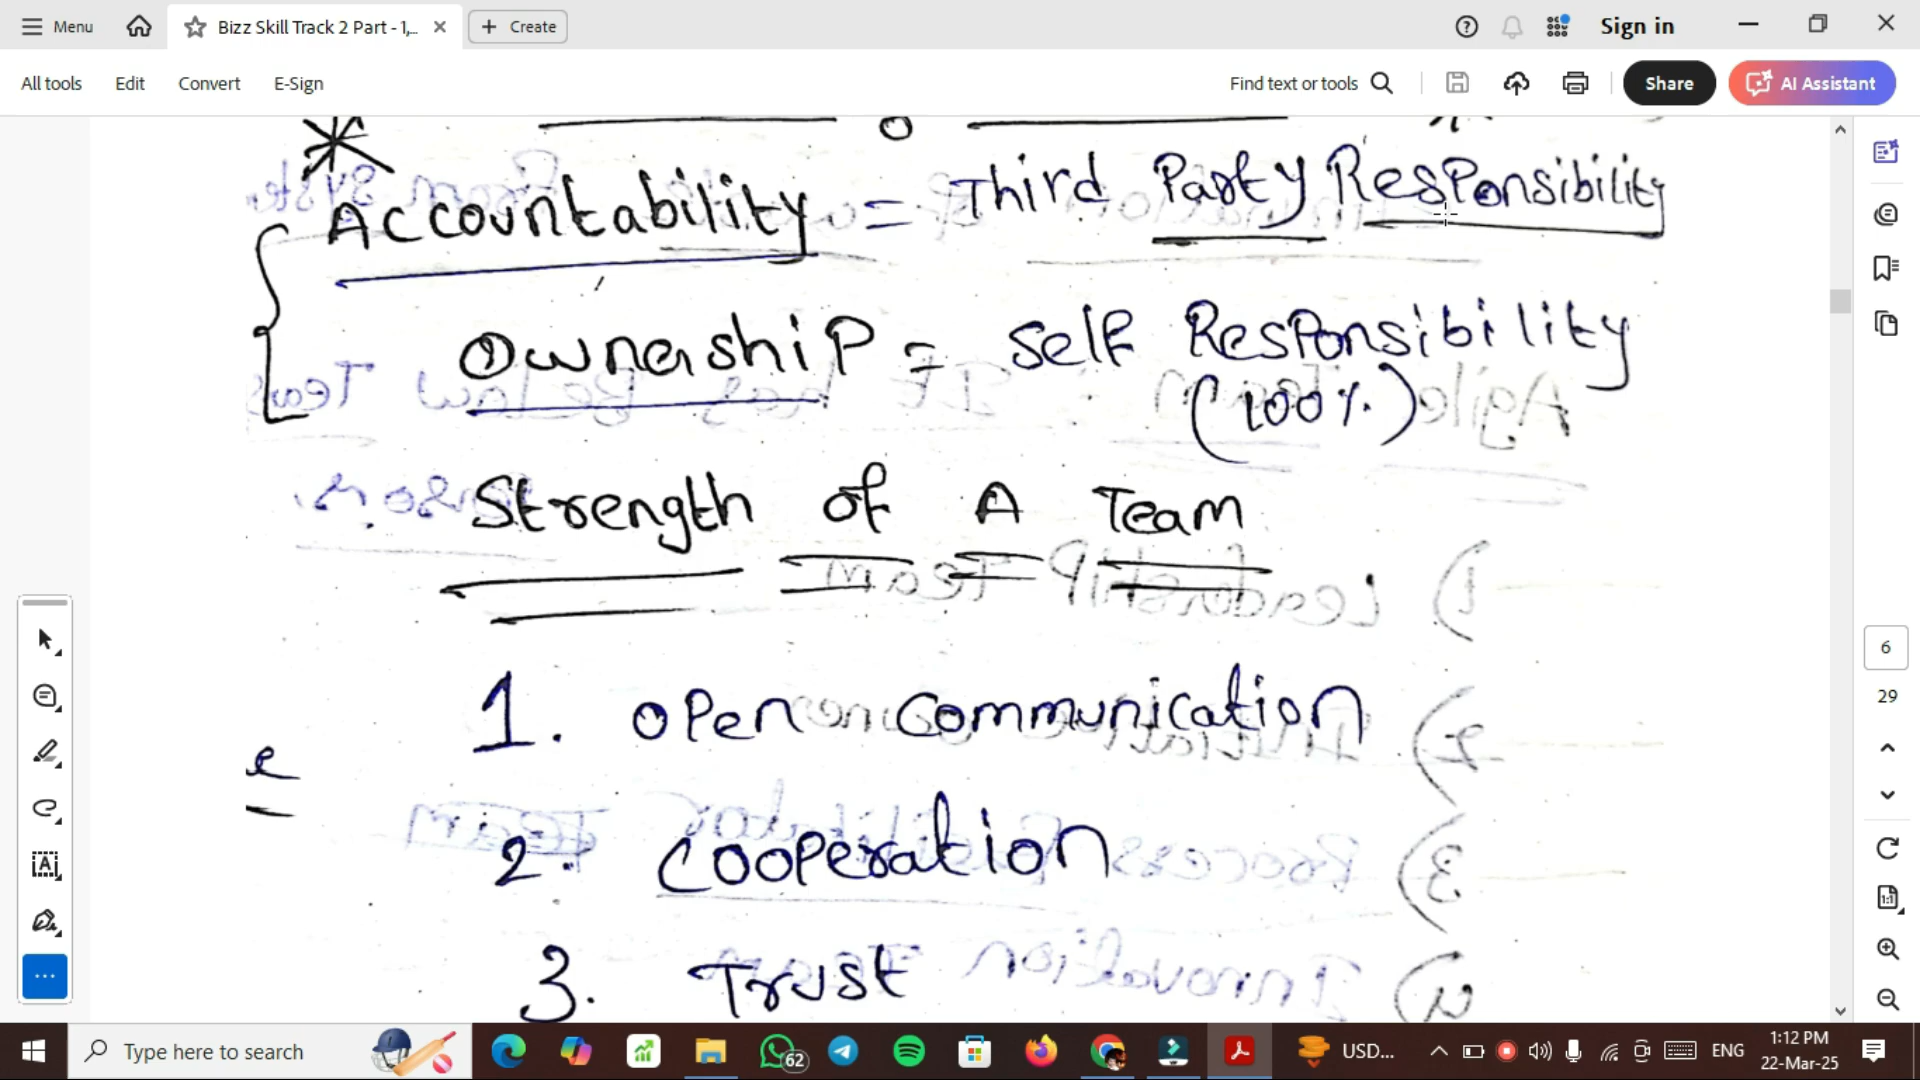 Menu
Bizz Skill Track 2 Part - 1,...
Create
Sign in
All tools
Edit
Convert
E-Sign
Find text or tools
Share
AI Assistant
Accountability = Third Party Responsibility
Ownership = Self Responsibility
(100%)
Strength of A Team
1. Open Communication
2. Cooperation
3. Trust
e
6
29
Type here to search
62
USD...
ENG
1:12 PM
22-Mar-25